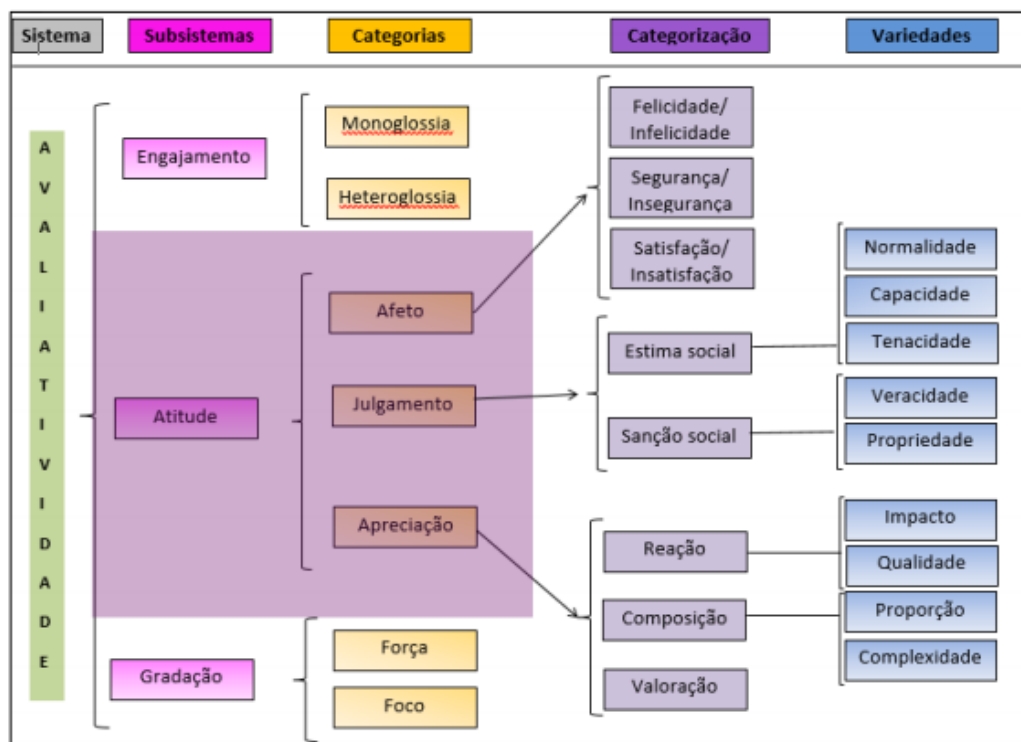 Sistema
Subsistemas
Categorias
Categorização
Variedades
AVALIATIVIDADE
Engajamento
Monoglossia
Heteroglossia
Atitude
Afeto
Julgamento
Apreciação
Gradação
Força
Foco
Felicidade/
Infelicidade
Segurança/
Insegurança
Satisfação/
Insatisfação
Estima social
Sanção social
Reação
Composição
Valoração
Normalidade
Capacidade
Tenacidade
Veracidade
Propriedade
Impacto
Qualidade
Proporção
Complexidade